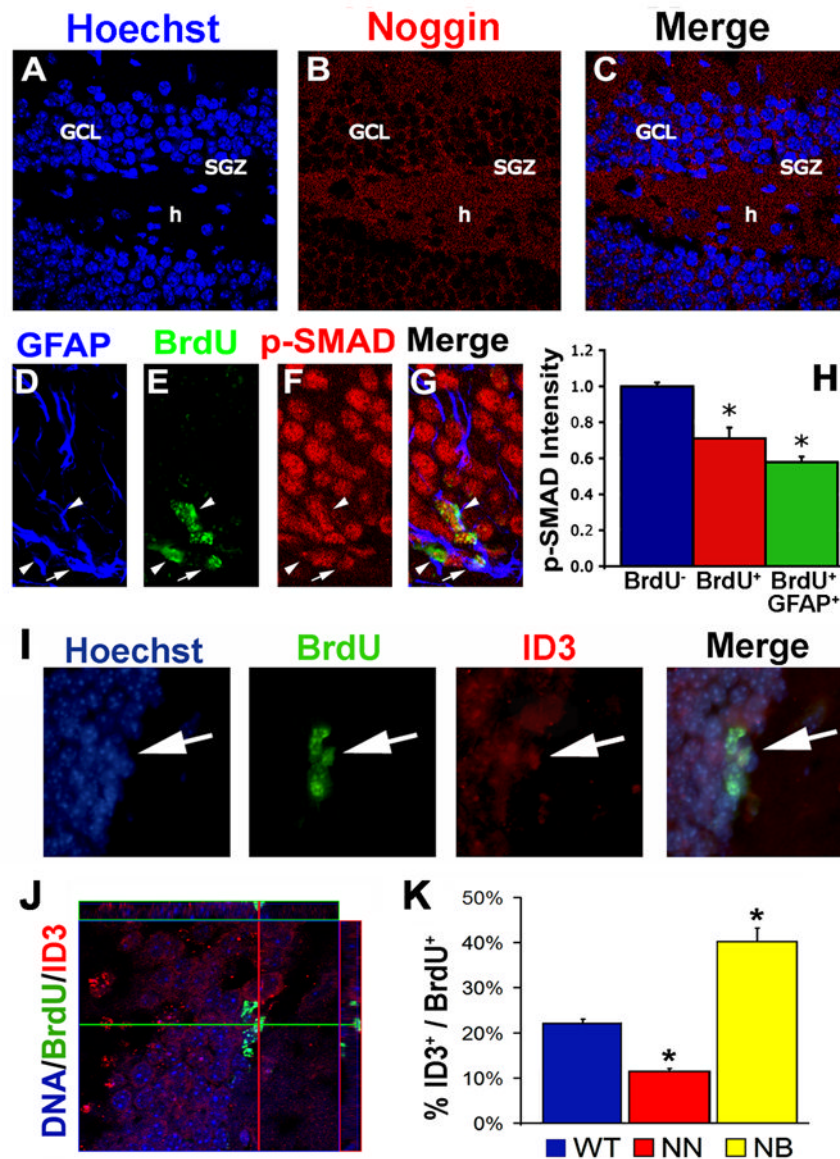 Hoechst Noggin Merge
A B C
GCL GCL GCL
SGZ SGZ SGZ
h h h
GFAP BrdU p-SMAD Merge
D E F G H
p-SMAD Intensity
1.2
1.0
0.8
0.6
0.4
0.2
0.0
* *
BrdU- BrdU+ BrdU+
GFAP+
I
Hoechst BrdU ID3 Merge
J
DNA/BrdU/ID3
K
% ID3+ / BrdU+
50%
40%
30%
20%
10%
0%
* *
WT NN NB